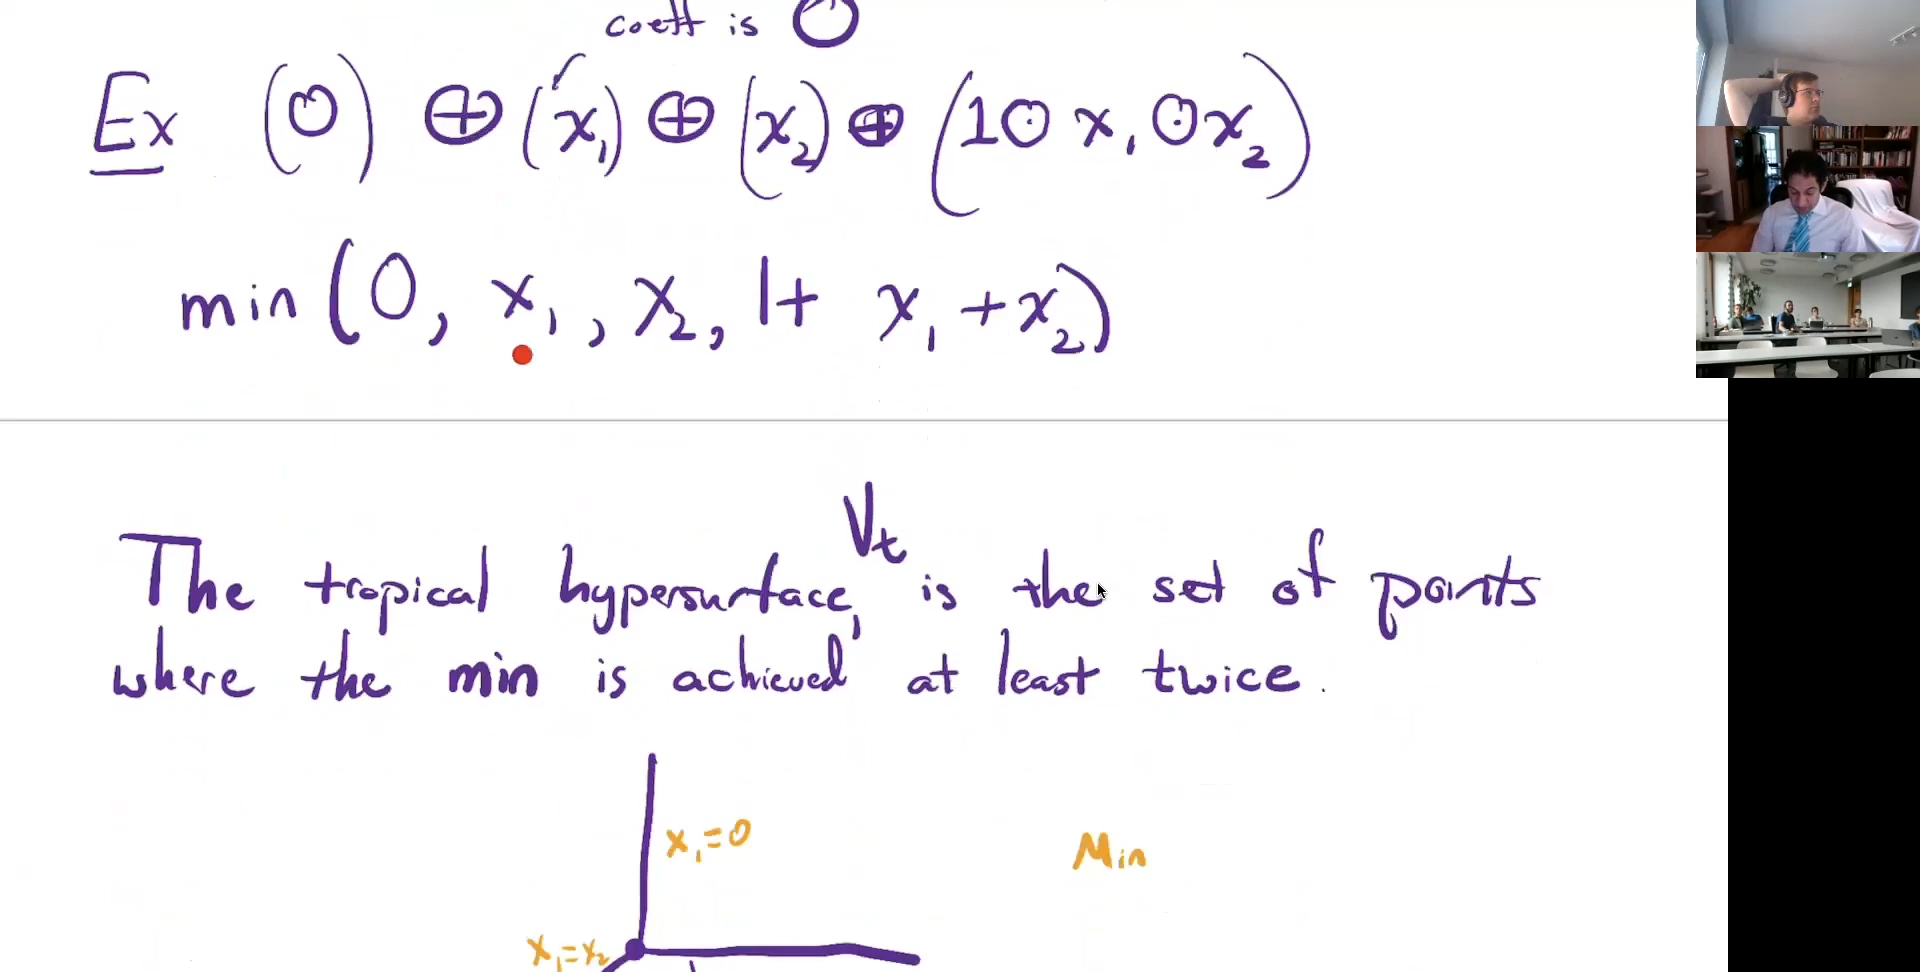 coeff is 0
Ex (0) ⊕ (x₁) ⊕ (x₂) ⊕ (1⊙x₁⊙x₂)
min(0, x₁, x₂, 1+ x₁+x₂)
The tropical hypersurface, Vt is the set of points
where the min is achieved at least twice.
x₁=0
Min
x₁=x₂